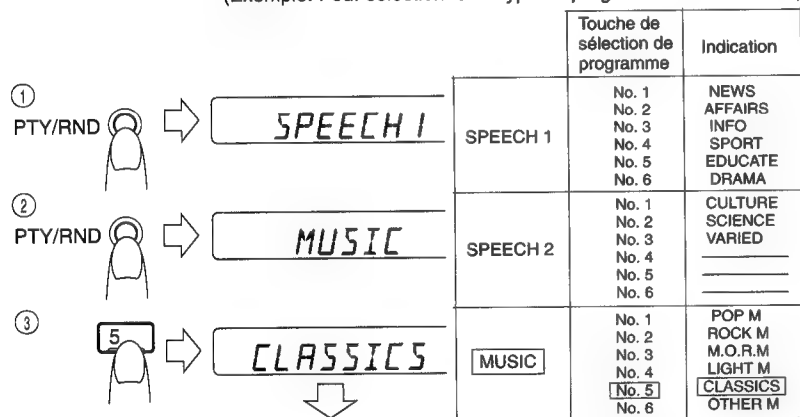 Touche de
sélection de
programme
Indication
①
PTY/RND
SPEECH 1
②
PTY/RND
MUSIC
③
5
CLASSICS
SPEECH 1
No. 1 NEWS
No. 2 AFFAIRS
No. 3 INFO
No. 4 SPORT
No. 5 EDUCATE
No. 6 DRAMA
SPEECH 2
No. 1 CULTURE
No. 2 SCIENCE
No. 3 VARIED
No. 4
No. 5
No. 6
MUSIC
No. 1 POP M
No. 2 ROCK M
No. 3 M.O.R.M
No. 4 LIGHT M
No. 5 CLASSICS
No. 6 OTHER M